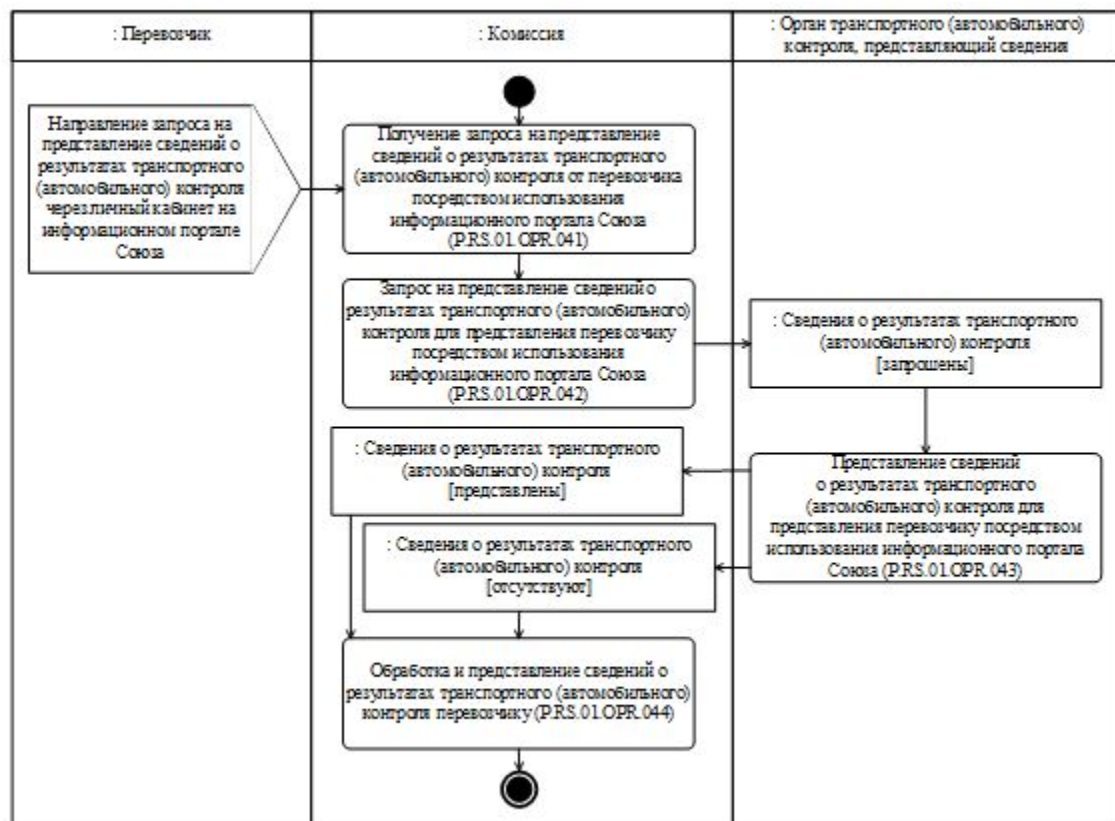 : Перевозчик
: Комиссия
: Орган транспортного (автомобильного)
контроля, представляющий сведения
Направление запроса на
представление сведений о
результатах транспортного
(автомобильного) контроля
через личный кабинет на
информационном портале
Союза
Получение запроса на представление
сведений о результатах транспортного
(автомобильного) контроля от перевозчика
посредством использования
информационного портала Союза
(P.RS.01.OPR.041)
Запрос на представление сведений о
результатах транспортного (автомобильного)
контроля для представления перевозчику
посредством использования
информационного портала Союза
(P.RS.01.OPR.042)
: Сведения о результатах транспортного
(автомобильного) контроля
[запрошены]
: Сведения о результатах транспортного
(автомобильного) контроля
[представлены]
Представление сведений
о результатах транспортного
(автомобильного) контроля для
представления перевозчику посредством
использования информационного портала
Союза (P.RS.01.OPR.043)
: Сведения о результатах транспортного
(автомобильного) контроля
[отсутствуют]
Обработка и представление сведений о
результатах транспортного (автомобильного)
контроля перевозчику (P.RS.01.OPR.044)